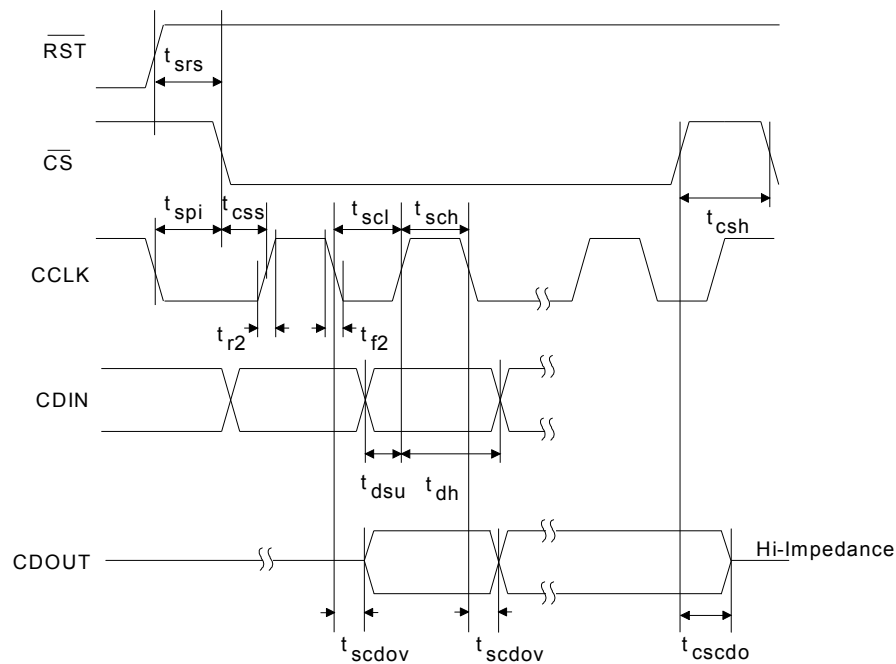 RST
t srs
CS
t spi
t css
t scl
t sch
t csh
CCLK
t r2
t f2
CDIN
t dsu
t dh
CDOUT
Hi-Impedance
t scdov
t scdov
t cscdo